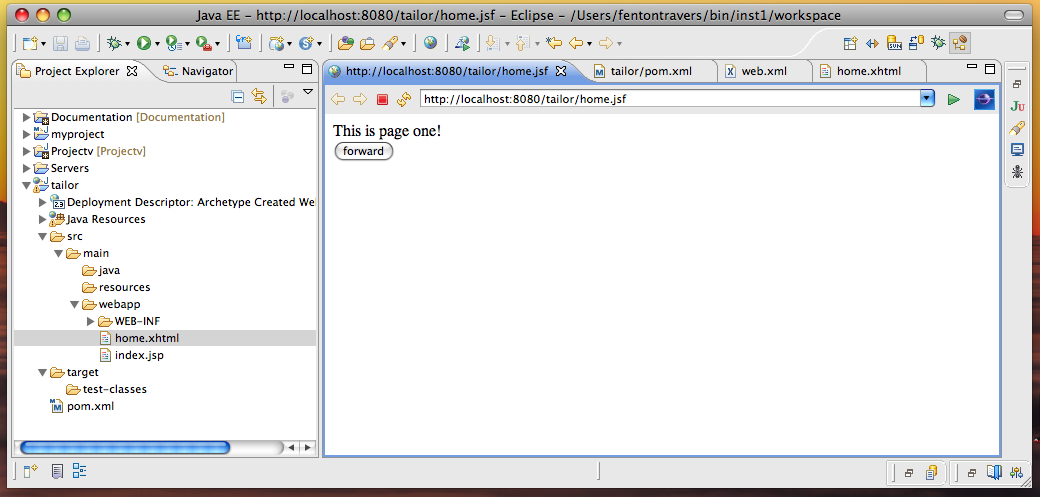 Java EE - http://localhost:8080/tailor/home.jsf - Eclipse - /Users/fentontravers/bin/inst1/workspace
Project Explorer
Navigator
http://localhost:8080/tailor/home.jsf
tailor/pom.xml
web.xml
home.xhtml
http://localhost:8080/tailor/home.jsf
This is page one!
forward
Documentation [Documentation]
myproject
Projectv [Projectv]
Servers
tailor
2.3 Deployment Descriptor: Archetype Created We
Java Resources
src
main
java
resources
webapp
WEB-INF
home.xhtml
index.jsp
target
test-classes
pom.xml
JU